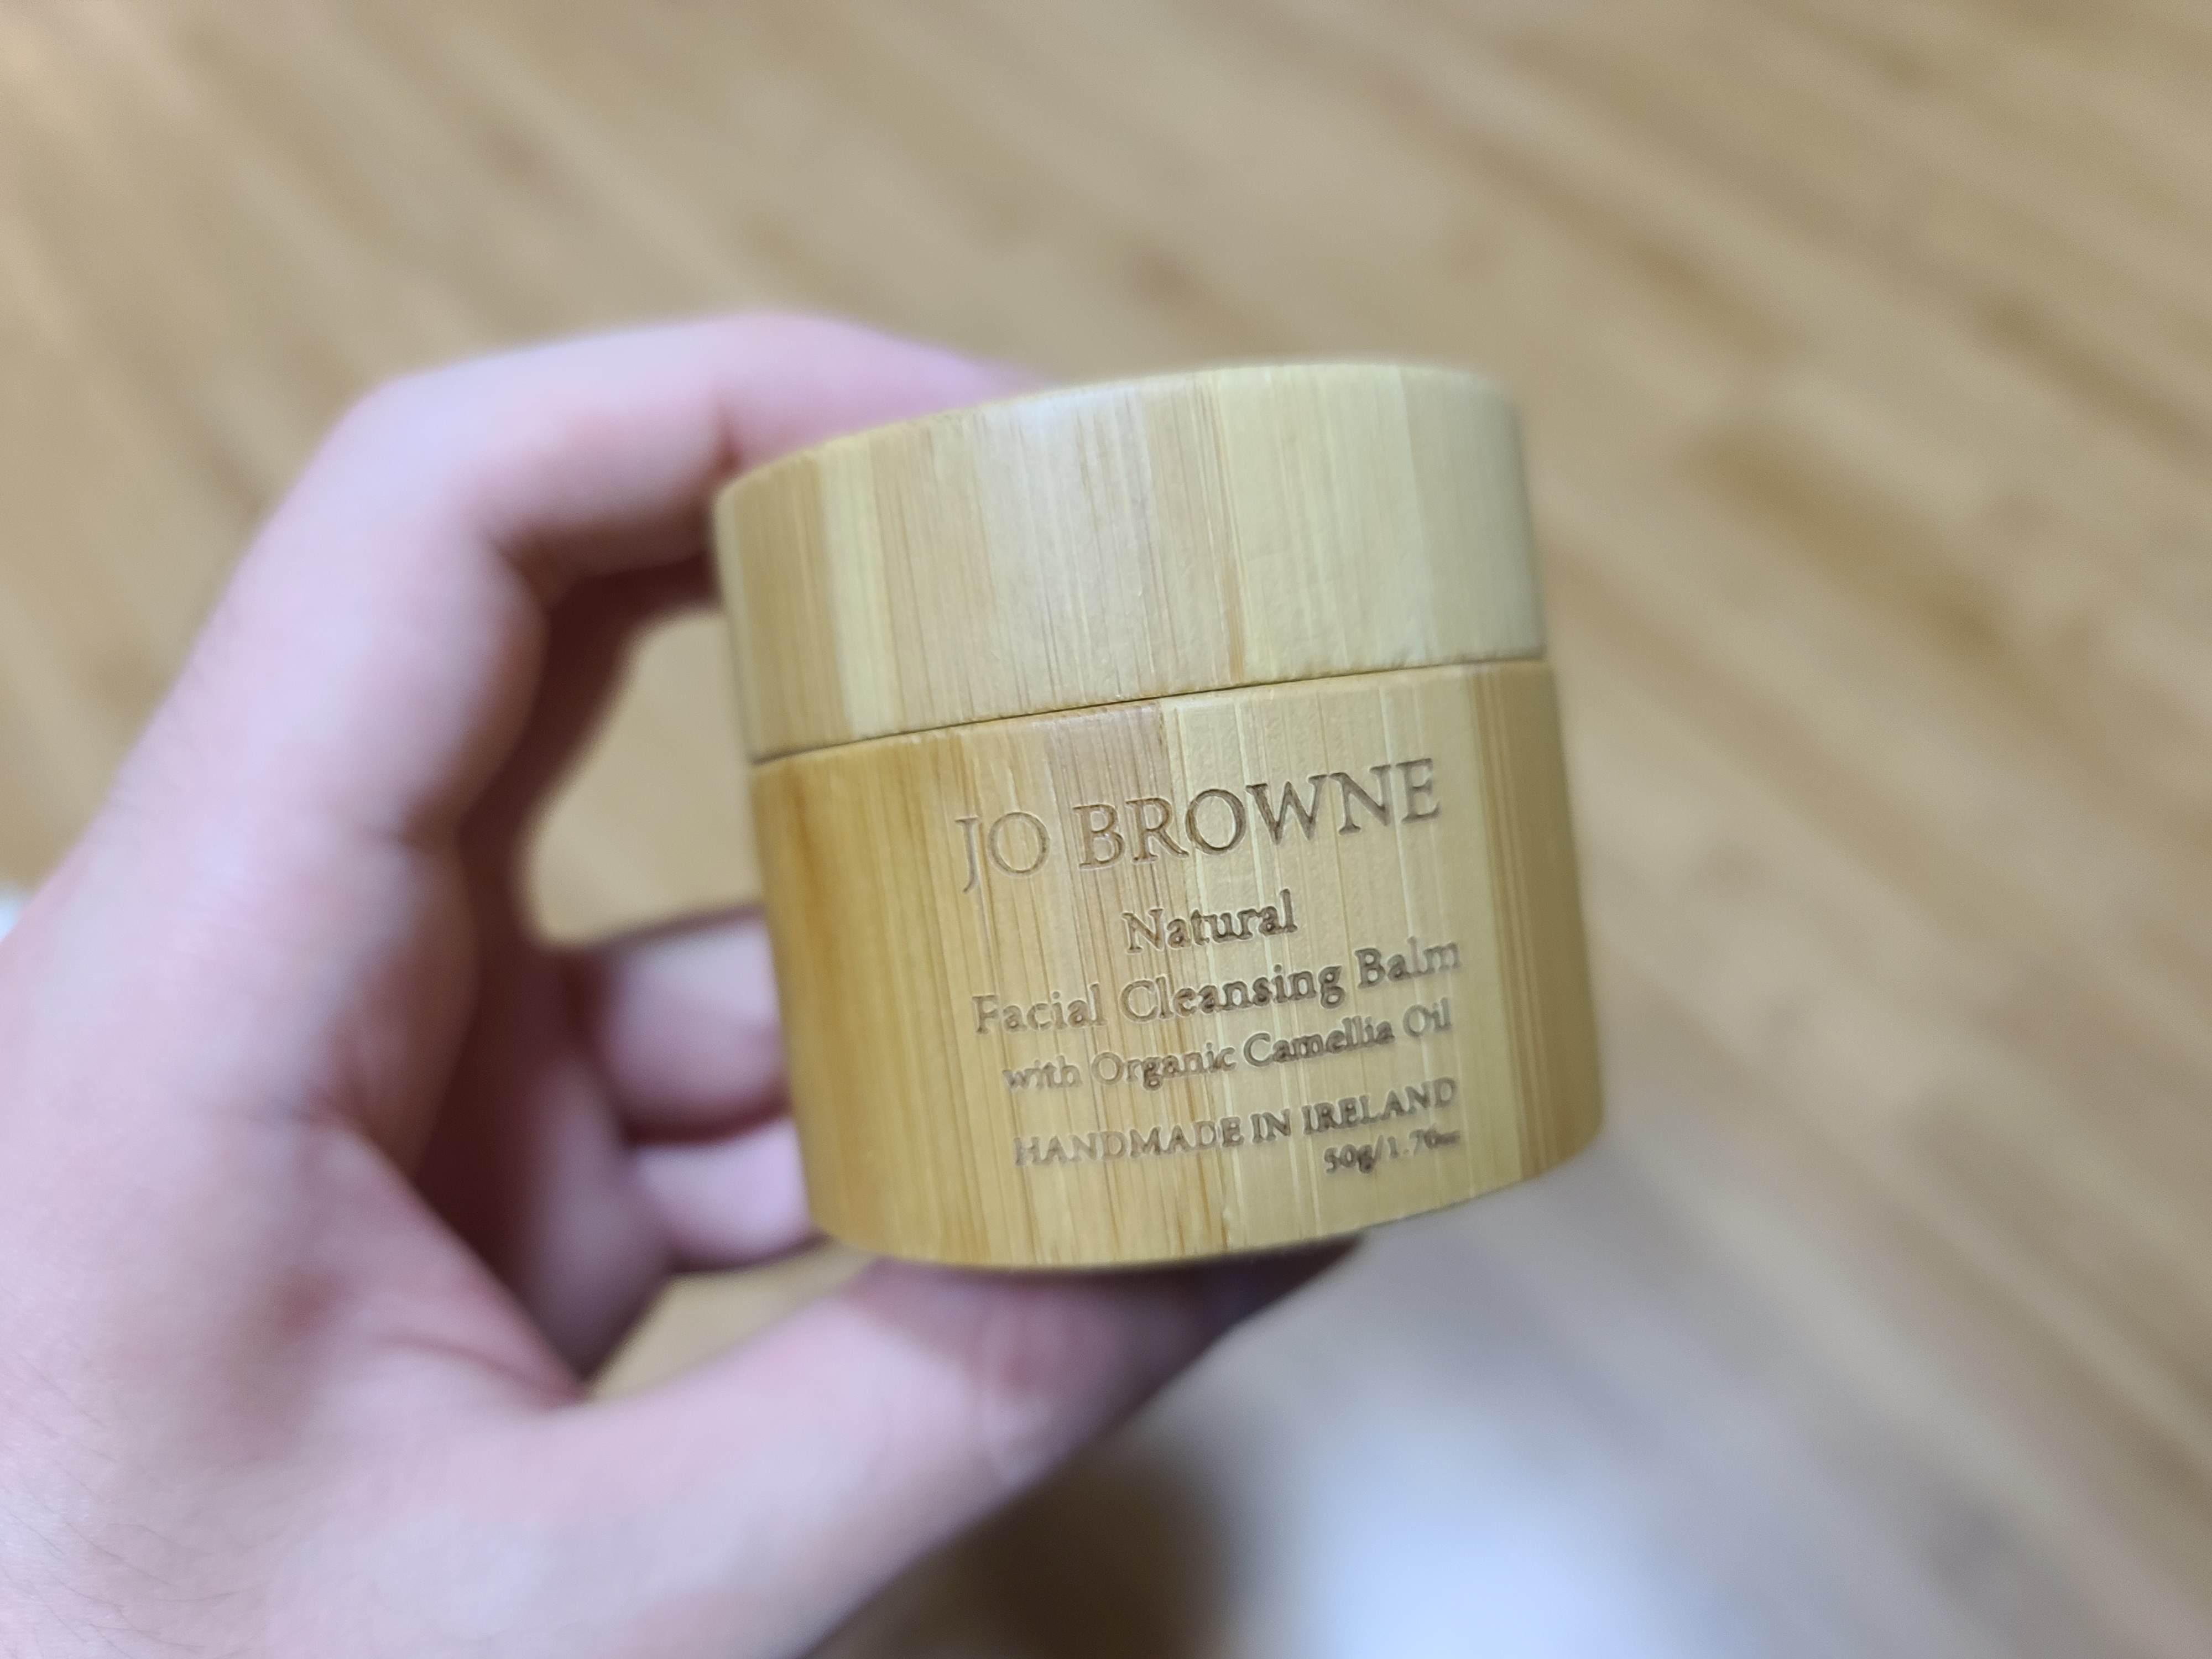 JO BROWNE
Natural
Facial Cleansing Balm
with Organic Camellia Oil
HANDMADE IN IRELAND
50g/1.70oz